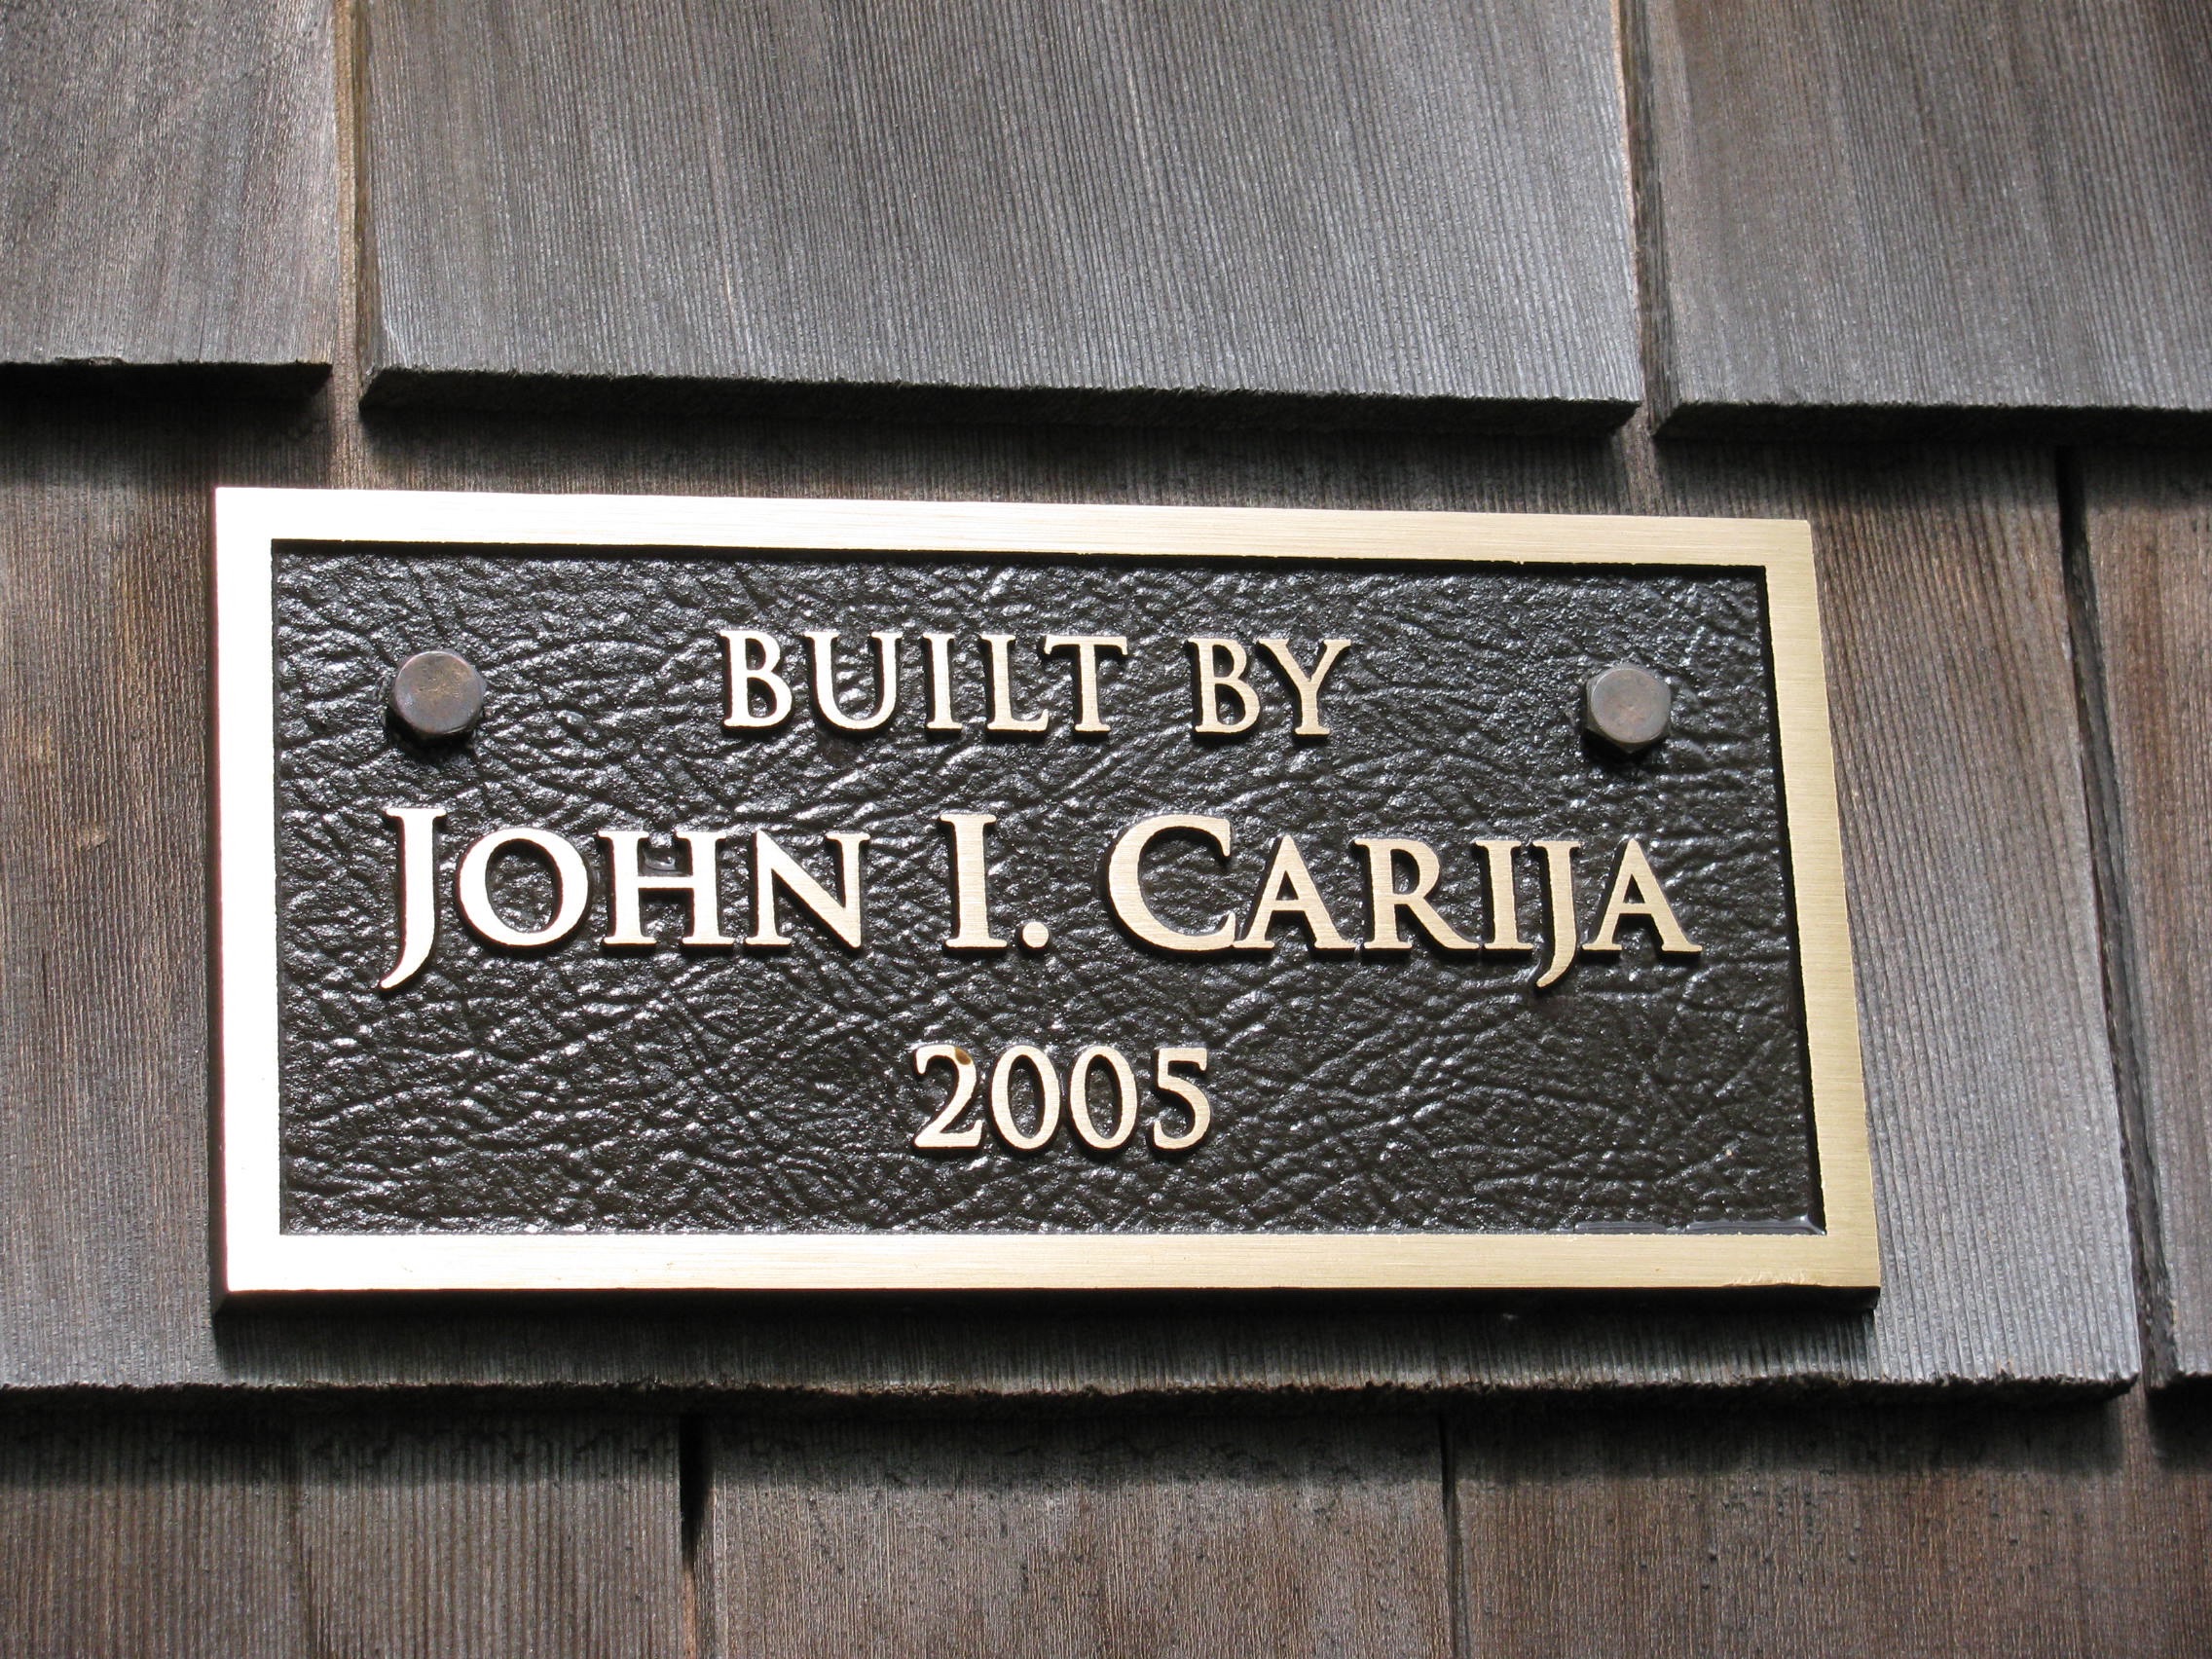 BUILT BY
JOHN I. CARIJA
2005